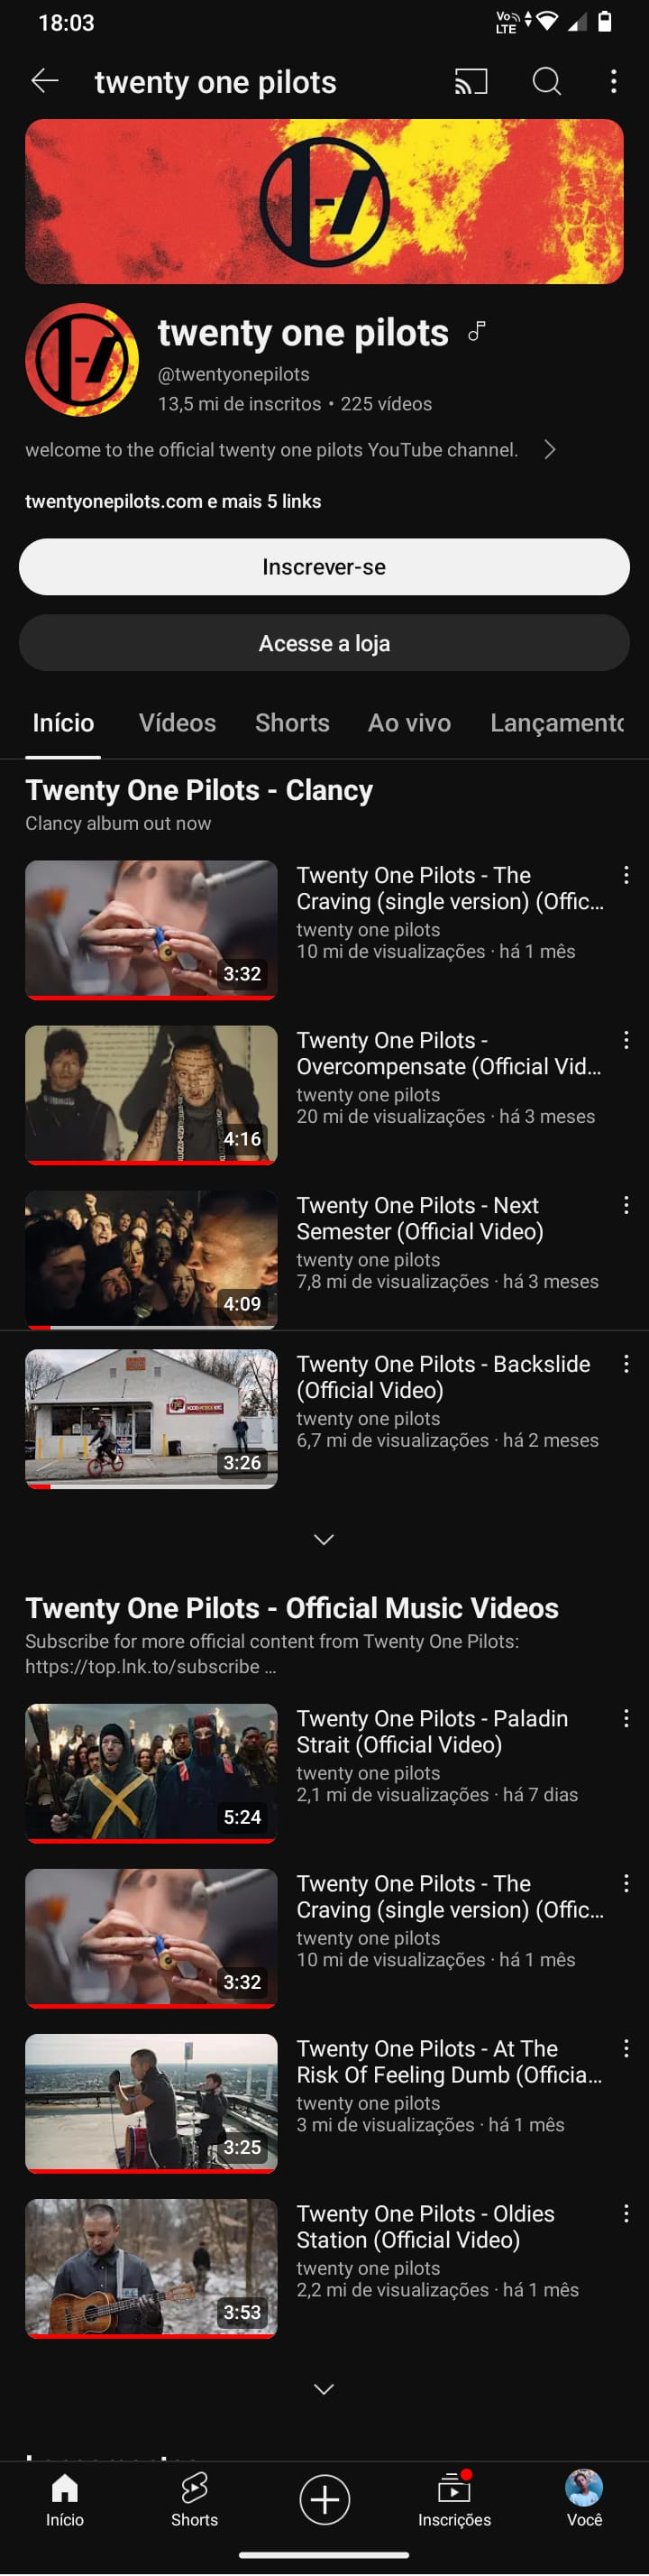 18:03
Vo
LTE
twenty one pilots
twenty one pilots
@twentyonepilots
13,5 mi de inscritos • 225 vídeos
welcome to the official twenty one pilots YouTube channel.
twentyonepilots.com e mais 5 links
Inscrever-se
Acesse a loja
Início Vídeos Shorts Ao vivo Lançamento
Twenty One Pilots - Clancy
Clancy album out now
Twenty One Pilots - The
Craving (single version) (Offic...
twenty one pilots
10 mi de visualizações · há 1 mês
3:32
Twenty One Pilots -
Overcompensate (Official Vid...
twenty one pilots
20 mi de visualizações · há 3 meses
4:16
Twenty One Pilots - Next
Semester (Official Video)
twenty one pilots
7,8 mi de visualizações · há 3 meses
4:09
Twenty One Pilots - Backslide
(Official Video)
twenty one pilots
6,7 mi de visualizações · há 2 meses
3:26
Twenty One Pilots - Official Music Videos
Subscribe for more official content from Twenty One Pilots:
https://top.lnk.to/subscribe ...
Twenty One Pilots - Paladin
Strait (Official Video)
twenty one pilots
2,1 mi de visualizações · há 7 dias
5:24
Twenty One Pilots - The
Craving (single version) (Offic...
twenty one pilots
10 mi de visualizações · há 1 mês
3:32
Twenty One Pilots - At The
Risk Of Feeling Dumb (Officia...
twenty one pilots
3 mi de visualizações · há 1 mês
3:25
Twenty One Pilots - Oldies
Station (Official Video)
twenty one pilots
2,2 mi de visualizações · há 1 mês
3:53
Início Shorts Inscrições Você